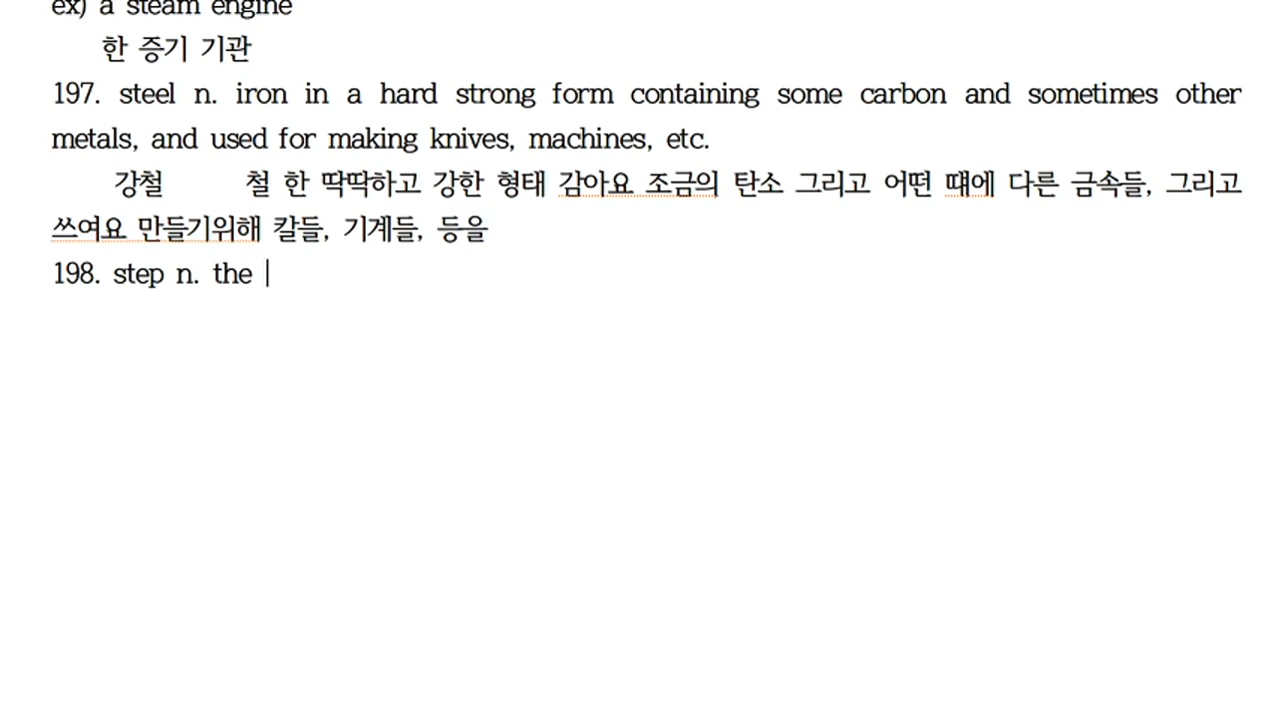 ex) a steam engine
한 증기 기관
197. steel n. iron in a hard strong form containing some carbon and sometimes other
metals, and used for making knives, machines, etc.
강철 철 한 딱딱하고 강한 형태 감아요 조금의 탄소 그리고 어떤 떄에 다른 금속들, 그리고
쓰여요 만들기위해 칼들, 기계들, 등을
198. step n. the